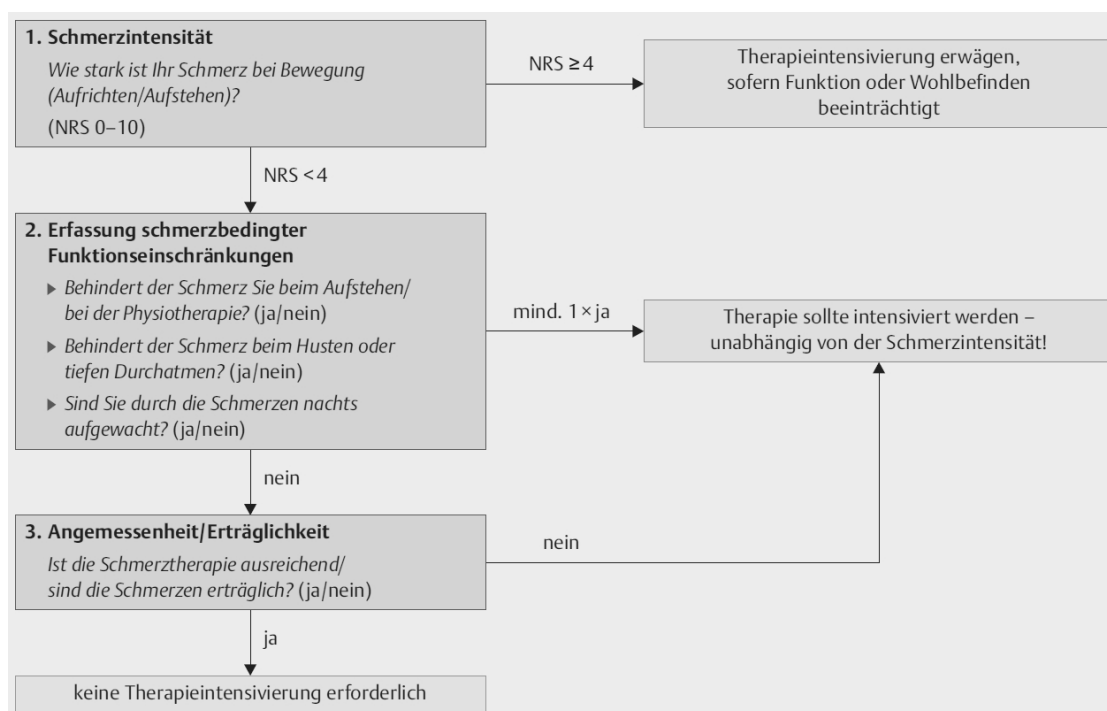 1. Schmerzintensität
Wie stark ist Ihr Schmerz bei Bewegung
(Aufrichten/Aufstehen)?
(NRS 0–10)
NRS ≥ 4
Therapieintensivierung erwägen,
sofern Funktion oder Wohlbefinden
beeinträchtigt
NRS < 4
2. Erfassung schmerzbedingter
Funktionseinschränkungen
▶ Behindert der Schmerz Sie beim Aufstehen/
bei der Physiotherapie? (ja/nein)
▶ Behindert der Schmerz beim Husten oder
tiefen Durchatmen? (ja/nein)
▶ Sind Sie durch die Schmerzen nachts
aufgewacht? (ja/nein)
mind. 1 × ja
Therapie sollte intensiviert werden –
unabhängig von der Schmerzintensität!
nein
3. Angemessenheit/Erträglichkeit
Ist die Schmerztherapie ausreichend/
sind die Schmerzen erträglich? (ja/nein)
nein
ja
keine Therapieintensivierung erforderlich